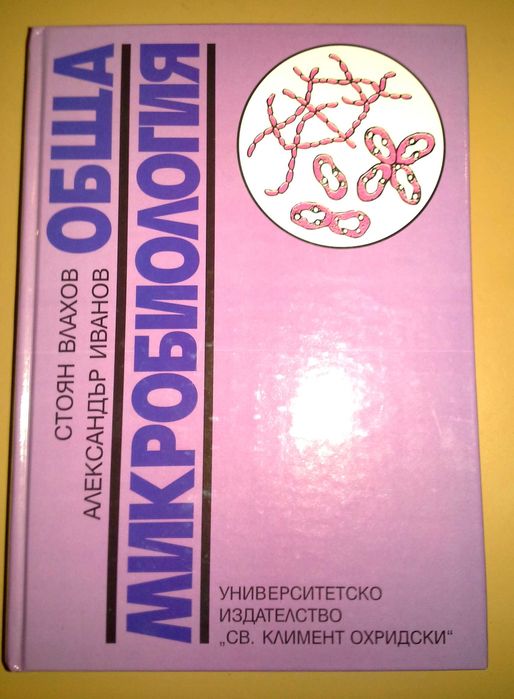 СТОЯН ВЛАХОВ
АЛЕКСАНДЪР ИВАНОВ
ОБЩА
МИКРОБИОЛОГИЯ
УНИВЕРСИТЕТСКО
ИЗДАТЕЛСТВО
„СВ. КЛИМЕНТ ОХРИДСКИ“